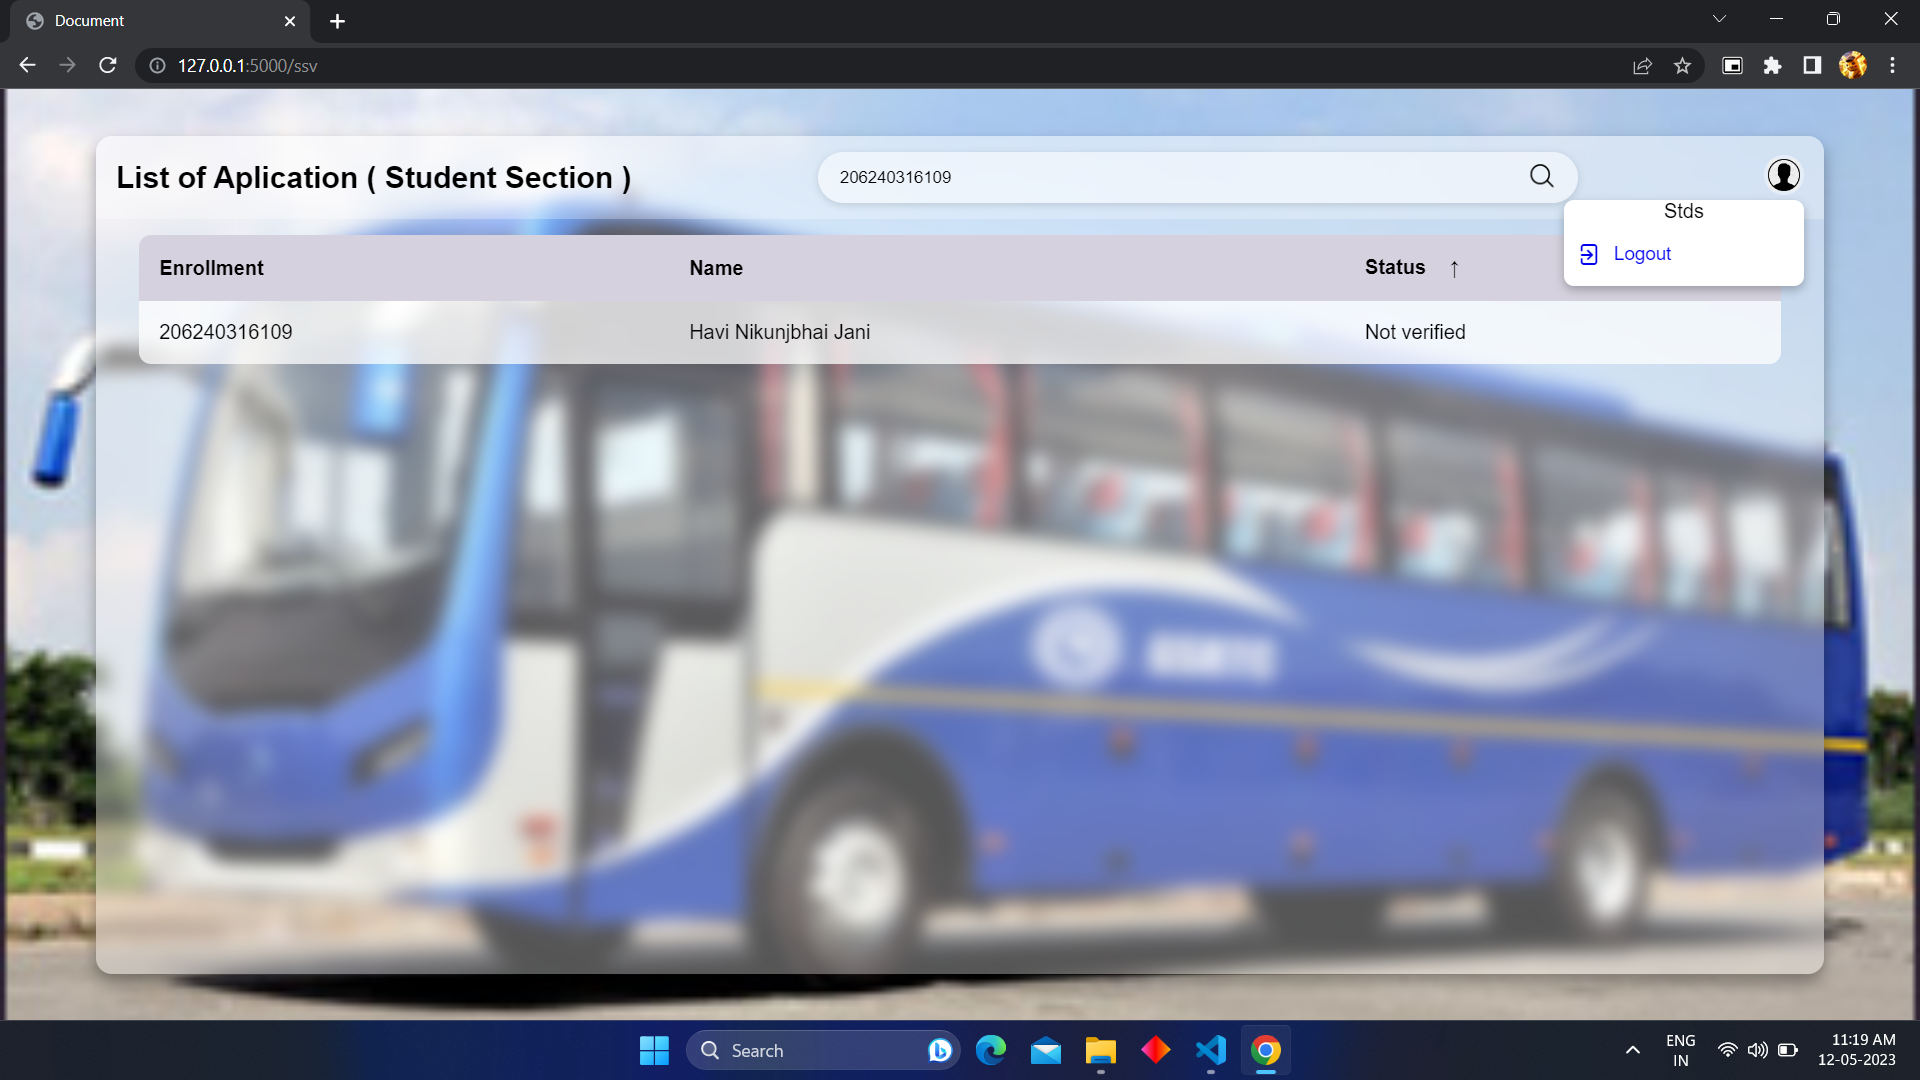 Document
127.0.0.1:5000/ssv
List of Aplication ( Student Section )
206240316109
Stds
Logout
Enrollment Name Status ↑
206240316109 Havi Nikunjbhai Jani Not verified
Search
ENG
IN
11:19 AM
12-05-2023